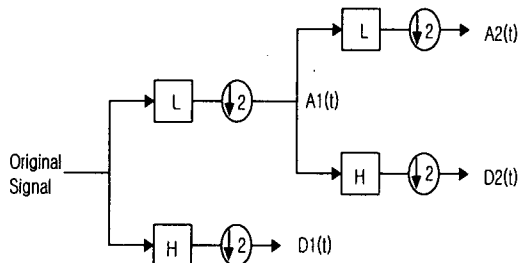 L
2
A2(t)
L
2
A1(t)
Original
Signal
H
2
D2(t)
H
2
D1(t)